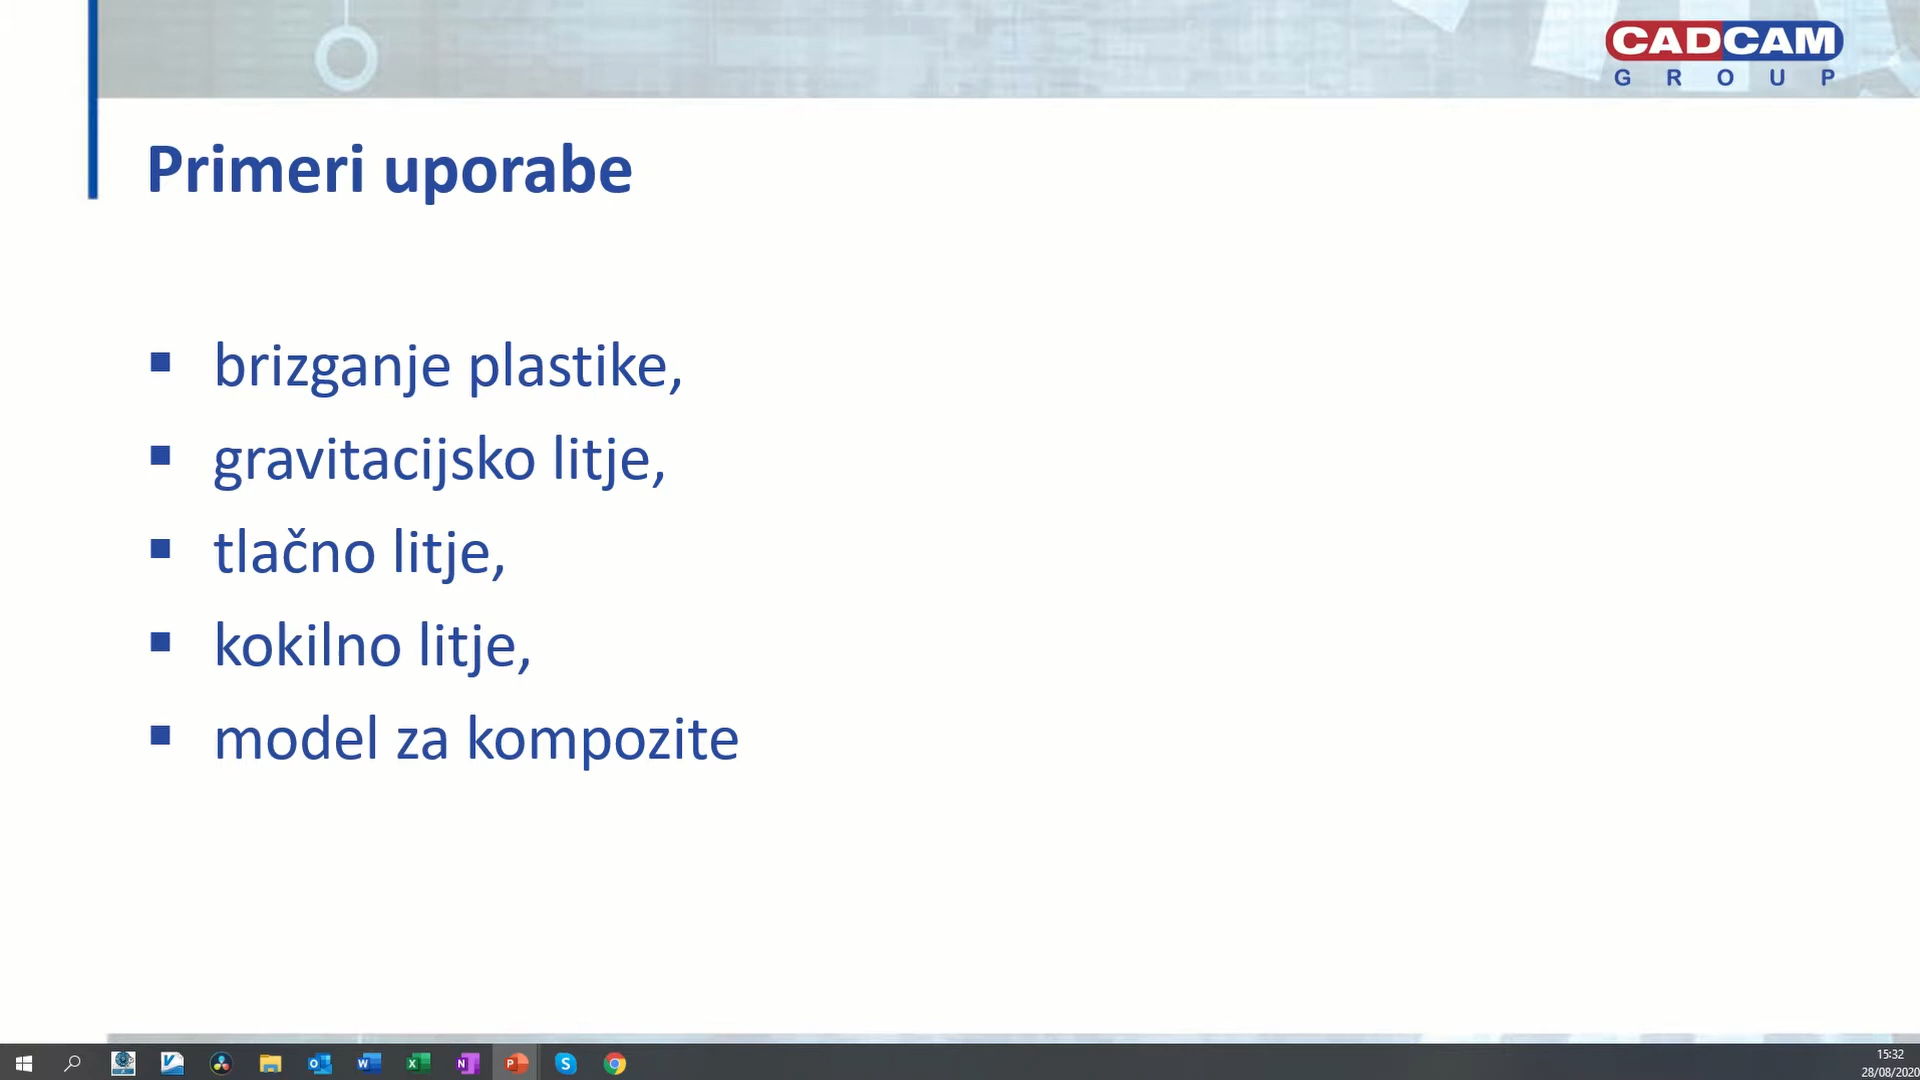 CADCAM
GROUP
Primeri uporabe
▪ brizganje plastike,
▪ gravitacijsko litje,
▪ tlačno litje,
▪ kokilno litje,
▪ model za kompozite
15:32
28/08/2020